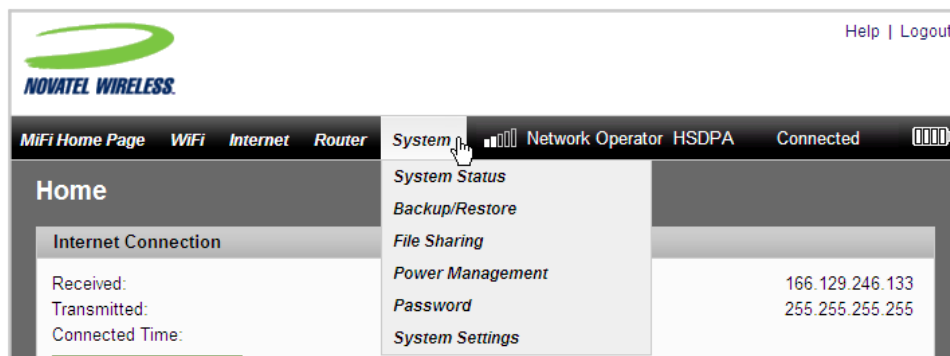 Help | Logout
NOVATEL WIRELESS.
MiFi Home Page WiFi Internet Router System Network Operator HSDPA Connected
System Status
Home
Backup/Restore
Internet Connection File Sharing
Power Management
Received: 166.129.246.133
Transmitted: Password 255.255.255.255
Connected Time: System Settings